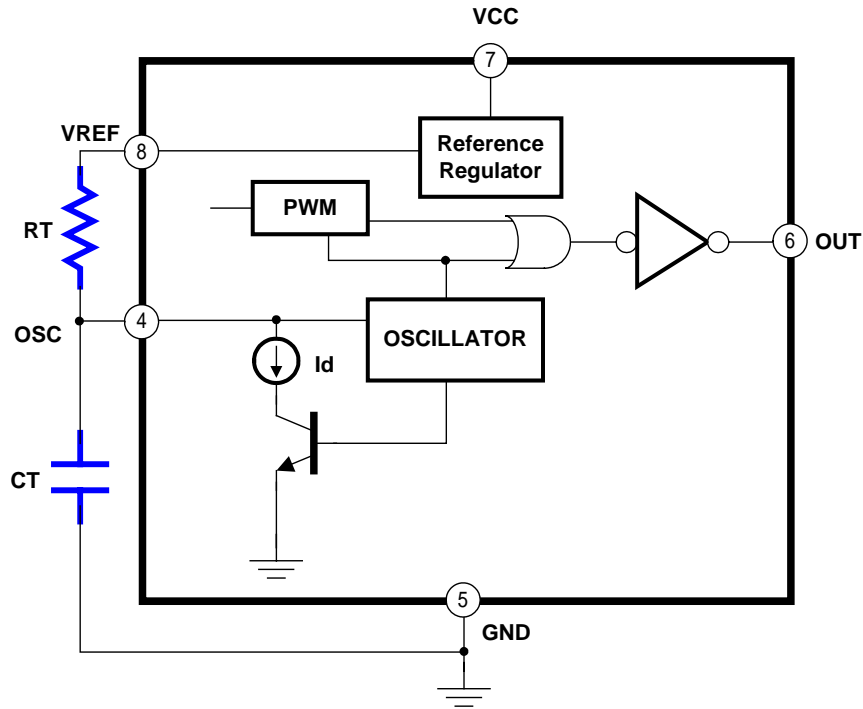 VCC
7
VREF
8
Reference
Regulator
PWM
RT
6
OUT
4
OSC
OSCILLATOR
Id
CT
5
GND